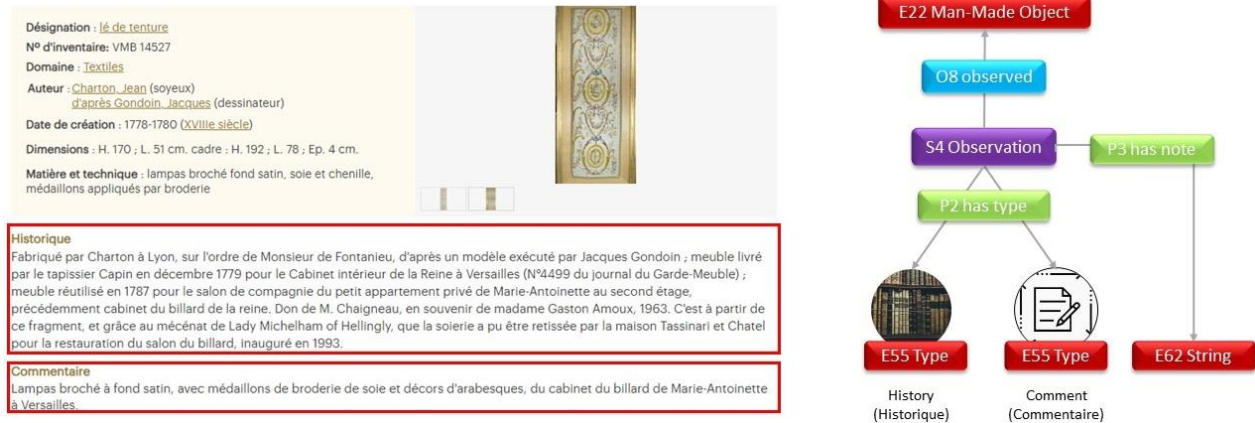 Désignation : lé de tenture
Nº d'inventaire: VMB 14527
Domaine : Textiles
Auteur : Charton, Jean (soyeux)
d'après Gondoin, Jacques (dessinateur)
Date de création : 1778-1780 (XVIIIe siècle)
Dimensions : H. 170 ; L. 51 cm. cadre : H. 192 ; L. 78 ; Ep. 4 cm.
Matière et technique : lampas broché fond satin, soie et chenille,
médaillons appliqués par broderie
Historique
Fabriqué par Charton à Lyon, sur l'ordre de Monsieur de Fontanieu, d'après un modèle exécuté par Jacques Gondoin ; meuble livré
par le tapissier Capin en décembre 1779 pour le Cabinet intérieur de la Reine à Versailles (Nº4499 du journal du Garde-Meuble) ;
meuble réutilisé en 1787 pour le salon de compagnie du petit appartement privé de Marie-Antoinette au second étage,
précédemment cabinet du billard de la reine. Don de M. Chaigneau, en souvenir de madame Gaston Amoux, 1963. C'est à partir de
ce fragment, et grâce au mécénat de Lady Michelham of Hellingly, que la soierie a pu être retissée par la maison Tassinari et Chatel
pour la restauration du salon du billard, inauguré en 1993.
Commentaire
Lampas broché à fond satin, avec médaillons de broderie de soie et décors d'arabesques, du cabinet du billard de Marie-Antoinette
à Versailles.
E22 Man-Made Object
O8 observed
S4 Observation
P3 has note
P2 has type
E55 Type
E55 Type
E62 String
History
(Historique)
Comment
(Commentaire)